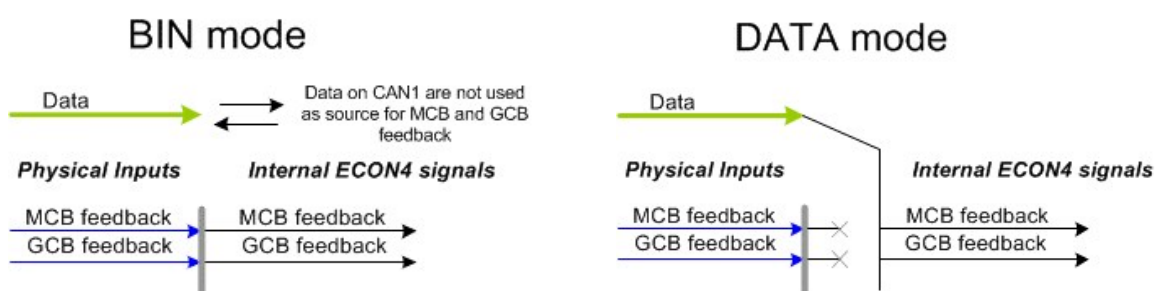 BIN mode
Data
Data on CAN1 are not used
as source for MCB and GCB
feedback
Physical Inputs
Internal ECON4 signals
MCB feedback
MCB feedback
GCB feedback
GCB feedback
DATA mode
Data
Physical Inputs
Internal ECON4 signals
MCB feedback
MCB feedback
GCB feedback
GCB feedback